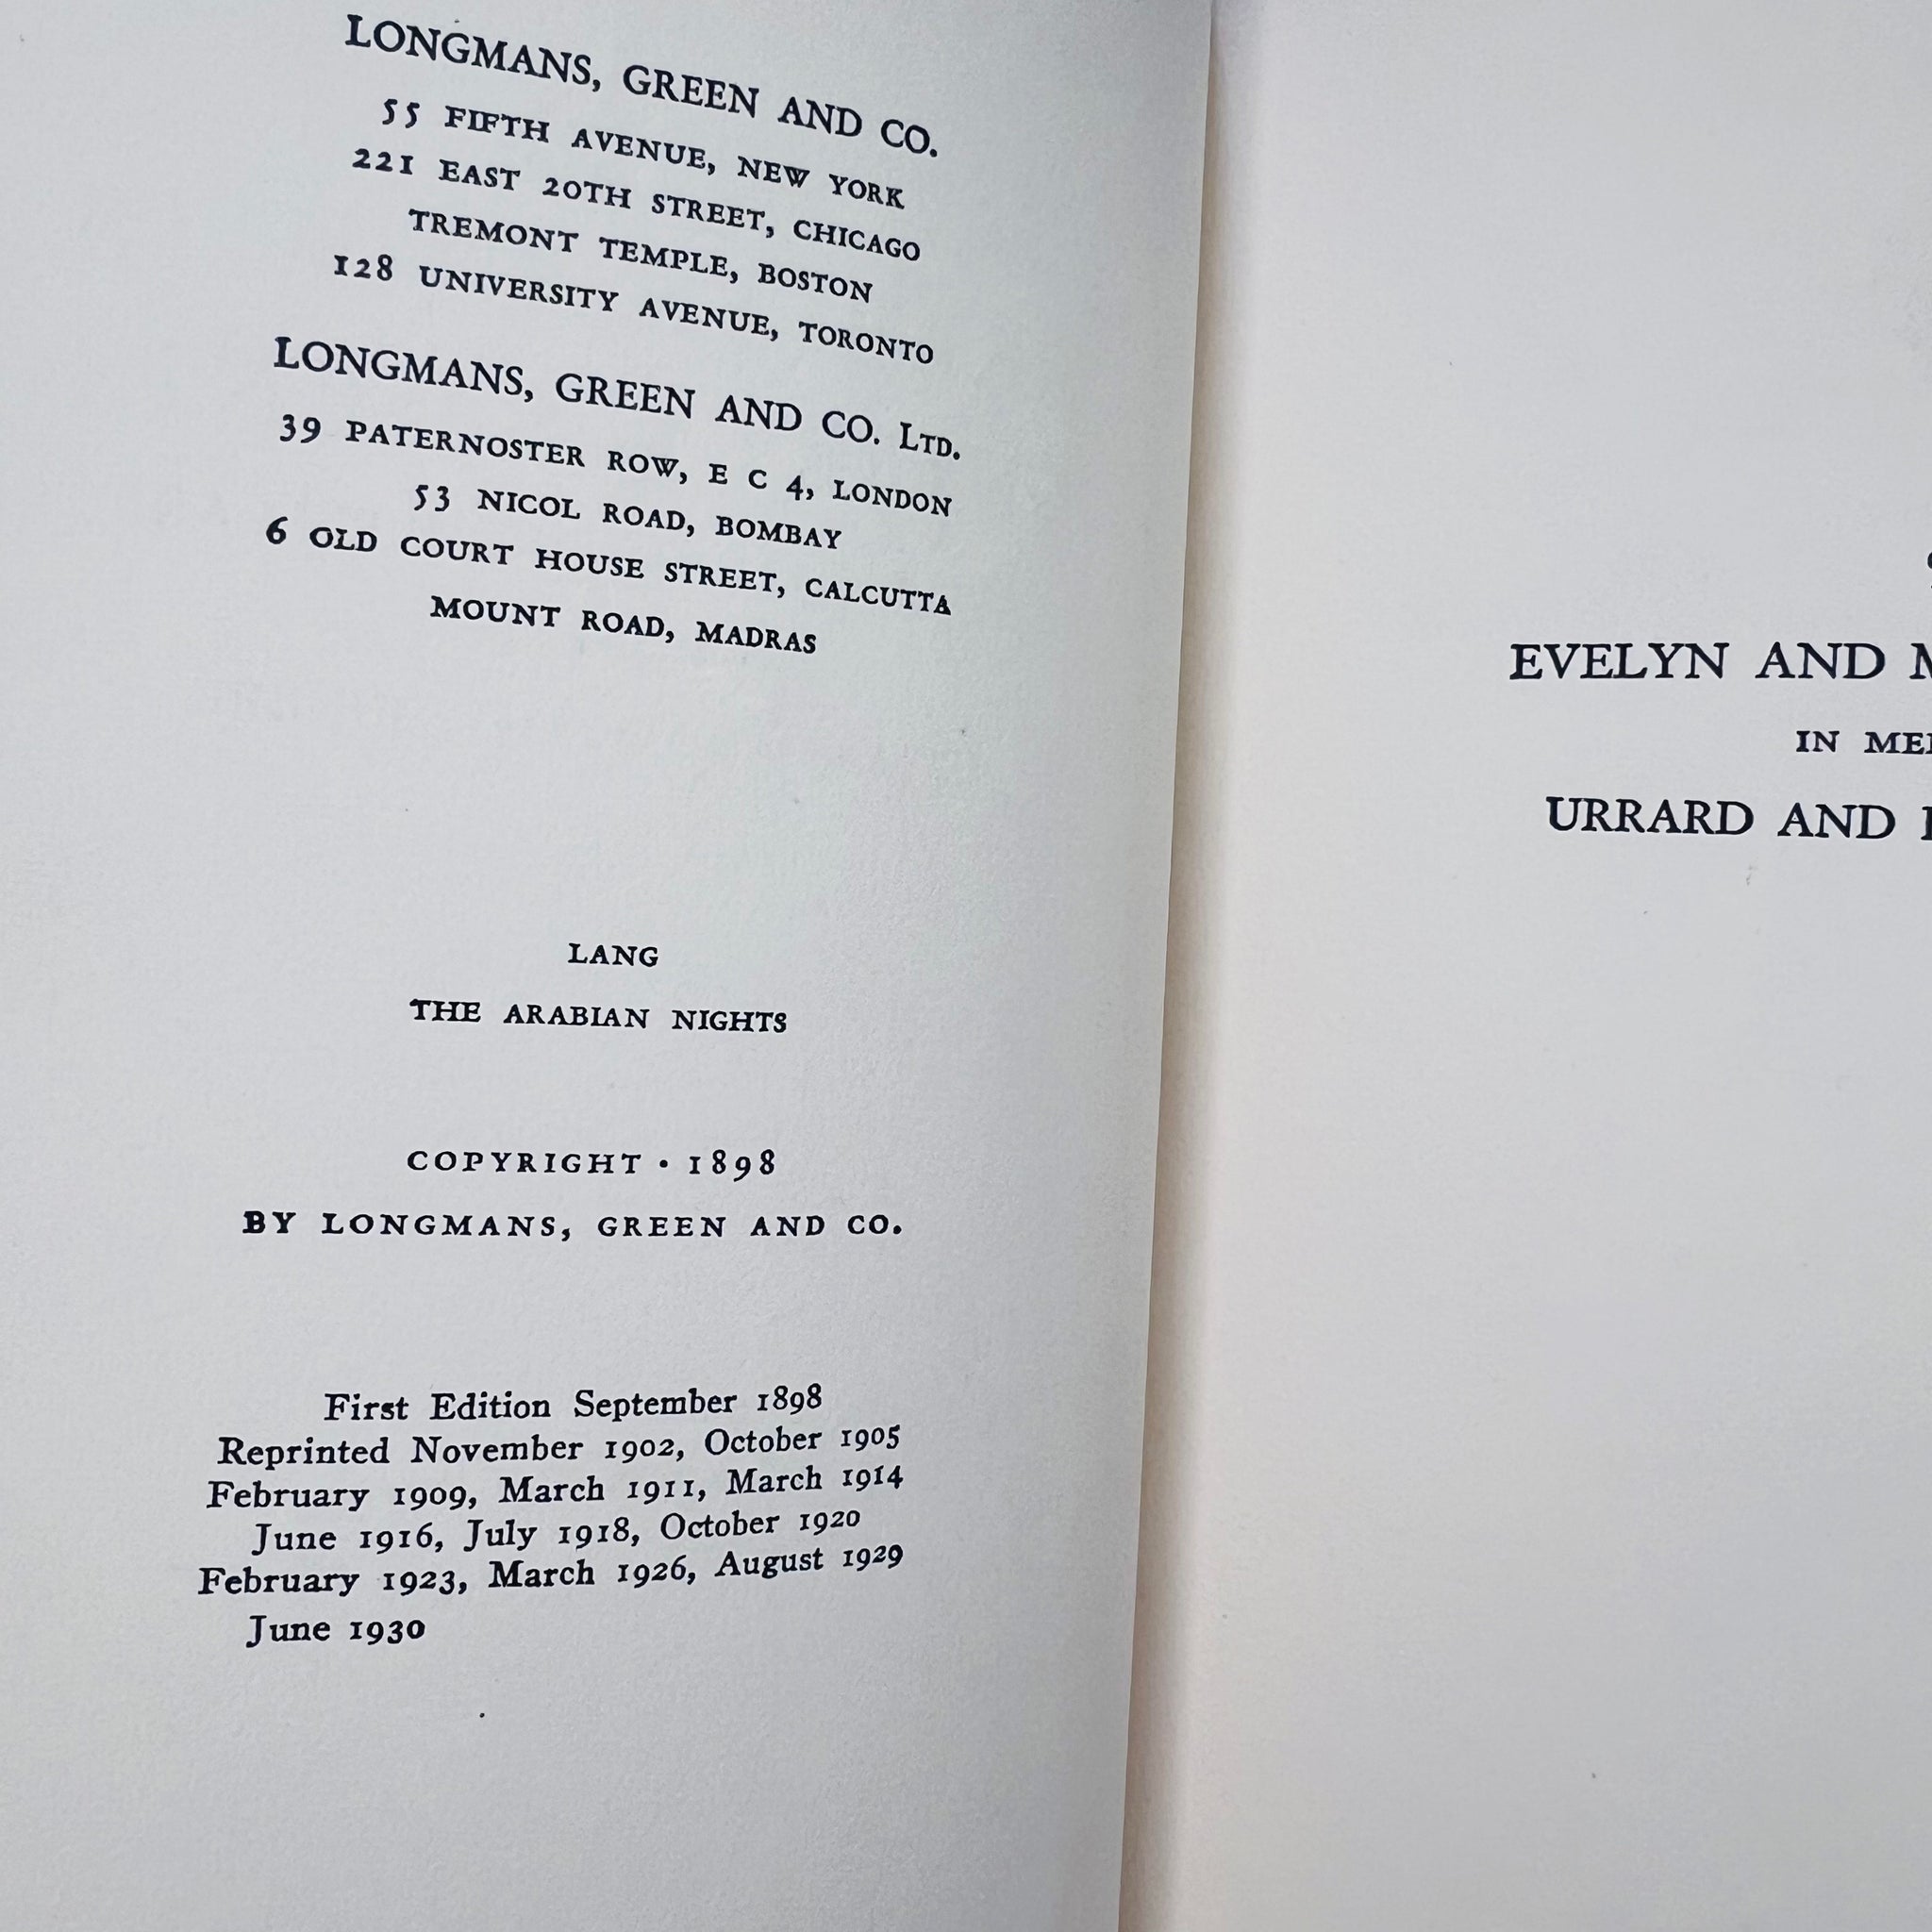 LONGMANS, GREEN AND CO.
55 FIFTH AVENUE, NEW YORK
221 EAST 20TH STREET, CHICAGO
TREMONT TEMPLE, BOSTON
128 UNIVERSITY AVENUE, TORONTO
LONGMANS, GREEN AND CO. LTD.
39 PATERNOSTER ROW, E C 4, LONDON
53 NICOL ROAD, BOMBAY
6 OLD COURT HOUSE STREET, CALCUTTA
MOUNT ROAD, MADRAS
LANG
THE ARABIAN NIGHTS
COPYRIGHT · 1898
BY LONGMANS, GREEN AND CO.
First Edition September 1898
Reprinted November 1902, October 1905
February 1909, March 1911, March 1914
June 1916, July 1918, October 1920
February 1923, March 1926, August 1929
June 1930
EVELYN AND
IN
URRARD AND